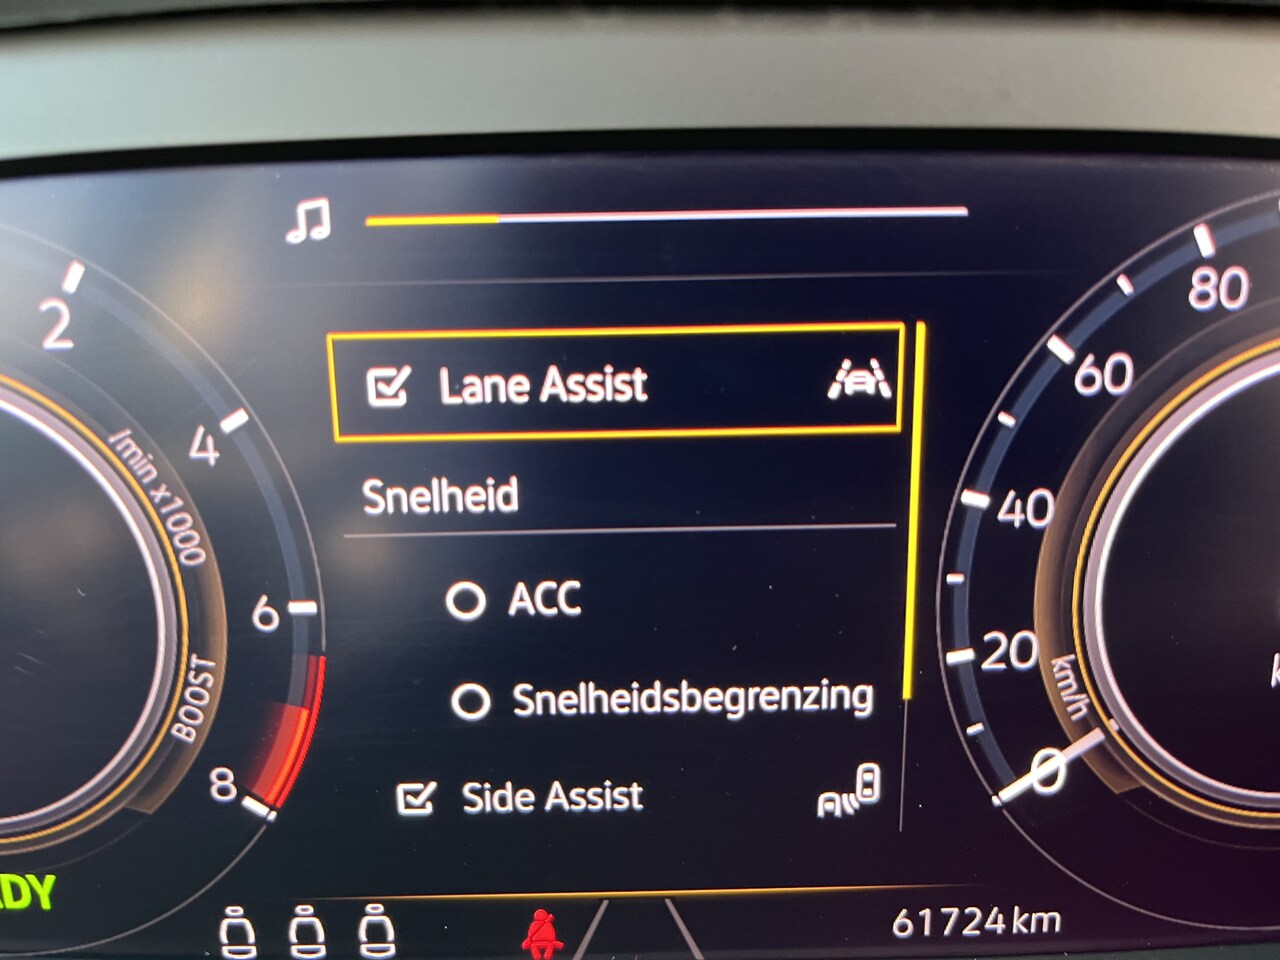 Lane Assist
Snelheid
ACC
Snelheidsbegrenzing
Side Assist
61724 km
2
4
6
8
1/min x1000
BOOST
80
60
40
20
0
km/h